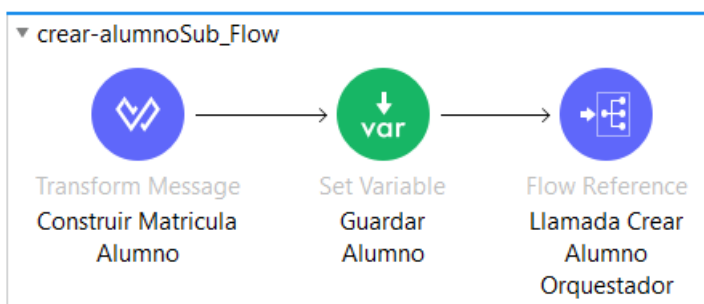 crear-alumnoSub_Flow
var
Transform Message
Set Variable
Flow Reference
Construir Matricula
Alumno
Guardar
Alumno
Llamada Crear
Alumno
Orquestador